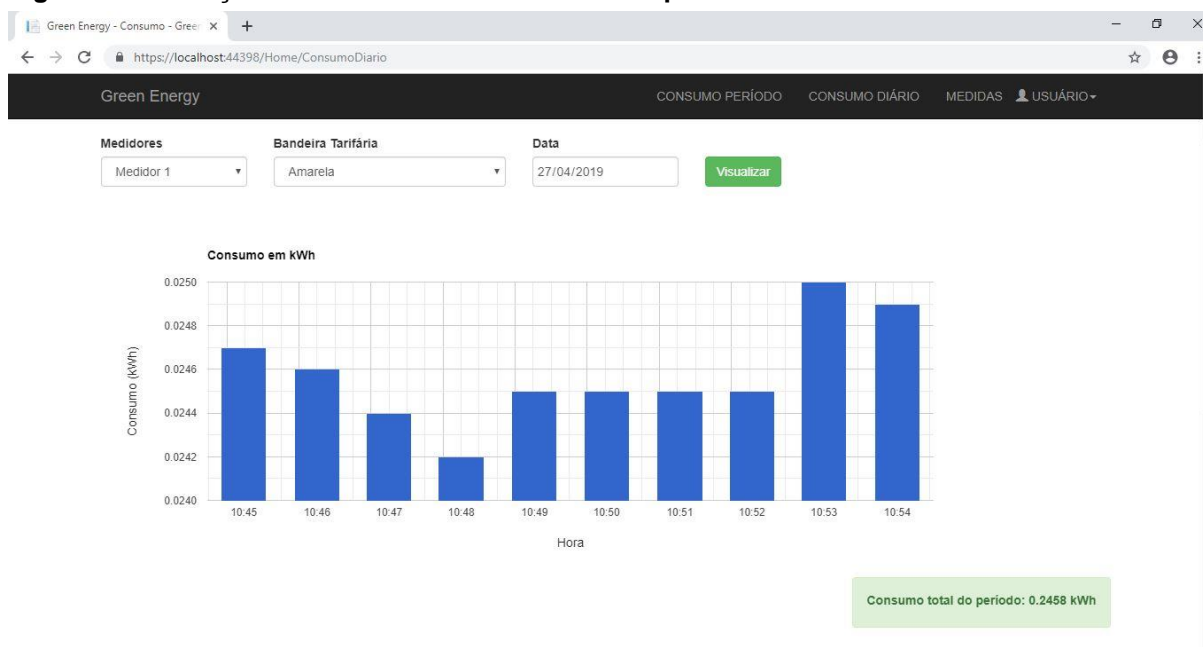 Green Energy - Consumo - Gree
https://localhost:44398/Home/ConsumoDiario
Green Energy
CONSUMO PERÍODO
CONSUMO DIÁRIO
MEDIDAS
USUÁRIO
Medidores
Bandeira Tarifária
Data
Medidor 1
Amarela
27/04/2019
Visualizar
Consumo em kWh
Consumo (kWh)
0.0250
0.0248
0.0246
0.0244
0.0242
0.0240
10:45
10:46
10:47
10:48
10:49
10:50
10:51
10:52
10:53
10:54
Hora
Consumo total do período: 0.2458 kWh